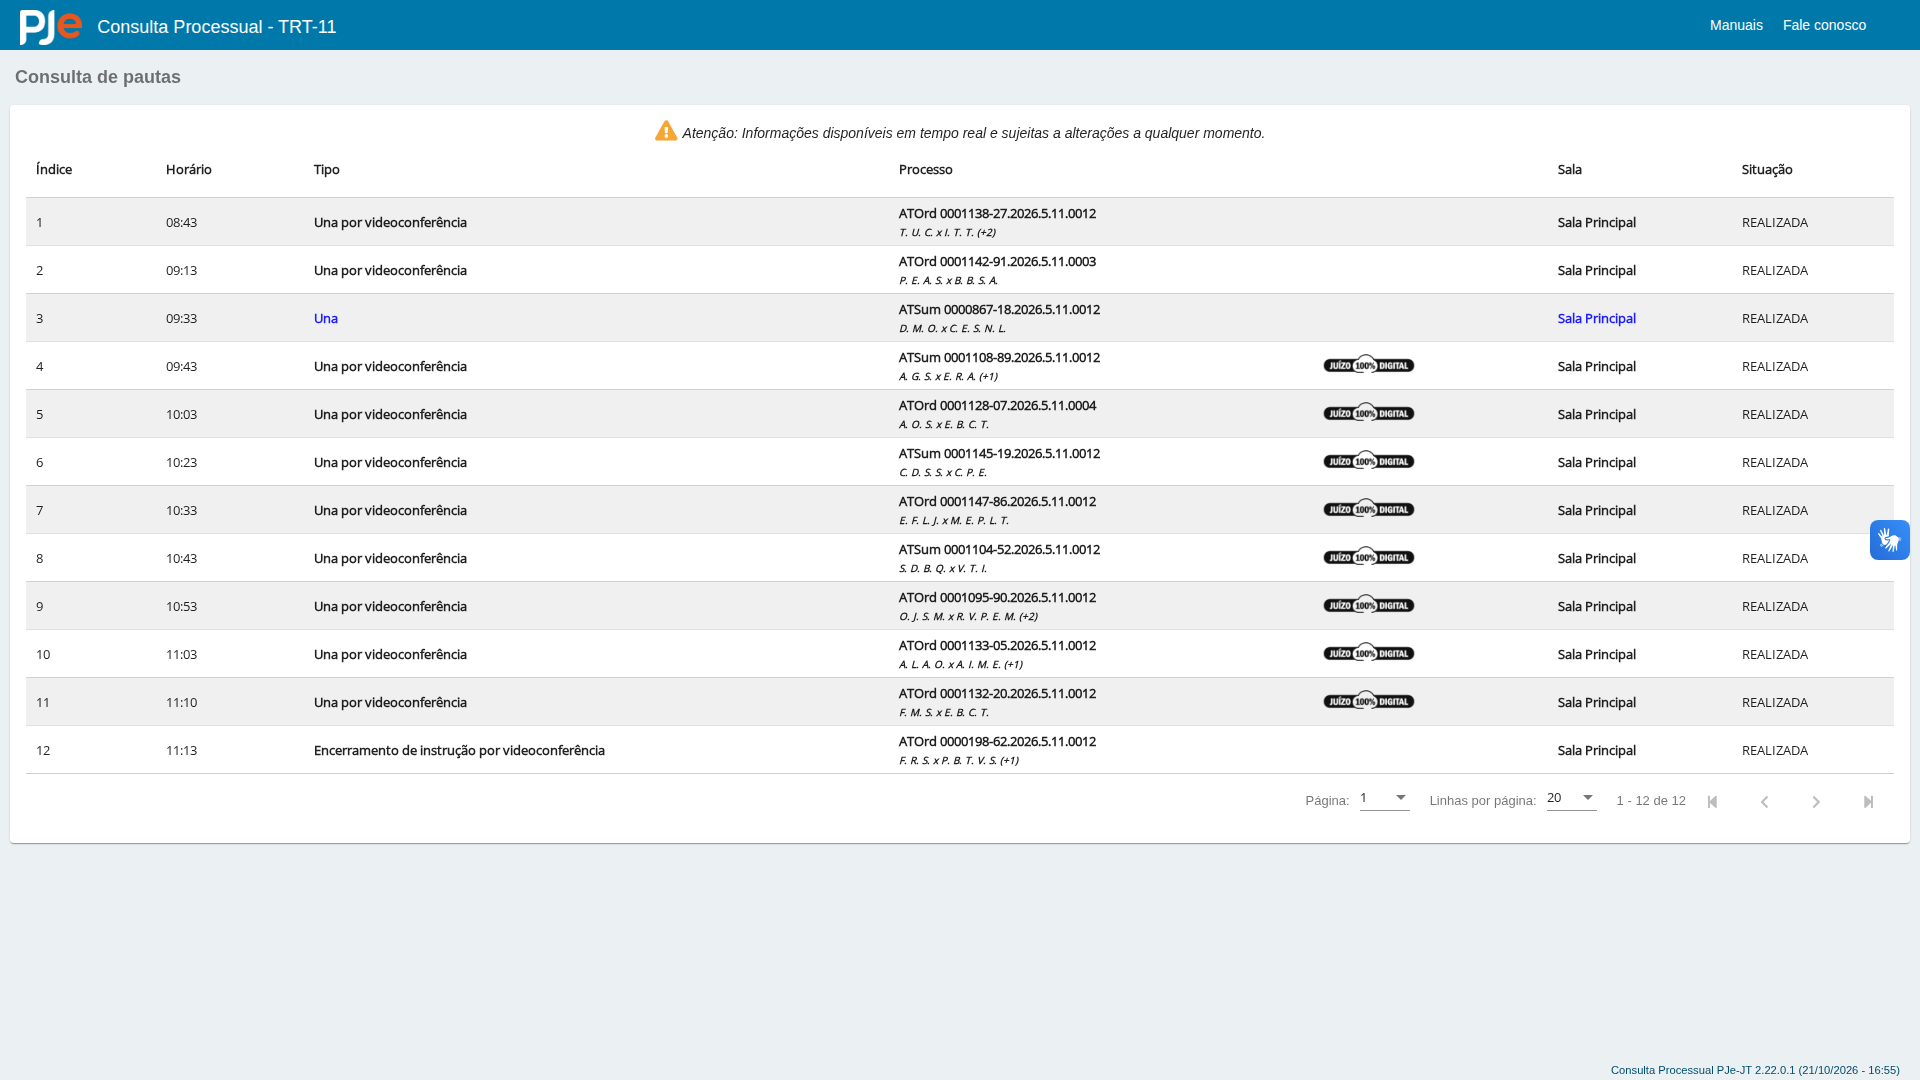 PJe Consulta Processual - TRT-11 Manuais Fale conosco
Consulta de pautas
Atenção: Informações disponíveis em tempo real e sujeitas a alterações a qualquer momento.
Índice Horário Tipo Processo Sala Situação
1 08:43 Una por videoconferência ATOrd 0001138-27.2026.5.11.0012 Sala Principal REALIZADA
T. U. C. x I. T. T. (+2)
2 09:13 Una por videoconferência ATOrd 0001142-91.2026.5.11.0003 Sala Principal REALIZADA
P. E. A. S. x B. B. S. A.
3 09:33 Una ATSum 0000867-18.2026.5.11.0012 Sala Principal REALIZADA
D. M. O. x C. E. S. N. L.
4 09:43 Una por videoconferência ATSum 0001108-89.2026.5.11.0012 JUÍZO 100% DIGITAL Sala Principal REALIZADA
A. G. S. x E. R. A. (+1)
5 10:03 Una por videoconferência ATOrd 0001128-07.2026.5.11.0004 JUÍZO 100% DIGITAL Sala Principal REALIZADA
A. O. S. x E. B. C. T.
6 10:23 Una por videoconferência ATSum 0001145-19.2026.5.11.0012 JUÍZO 100% DIGITAL Sala Principal REALIZADA
C. D. S. S. x C. P. E.
7 10:33 Una por videoconferência ATOrd 0001147-86.2026.5.11.0012 JUÍZO 100% DIGITAL Sala Principal REALIZADA
E. F. L. J. x M. E. P. L. T.
8 10:43 Una por videoconferência ATSum 0001104-52.2026.5.11.0012 JUÍZO 100% DIGITAL Sala Principal REALIZADA
S. D. B. Q. x V. T. I.
9 10:53 Una por videoconferência ATOrd 0001095-90.2026.5.11.0012 JUÍZO 100% DIGITAL Sala Principal REALIZADA
O. J. S. M. x R. V. P. E. M. (+2)
10 11:03 Una por videoconferência ATOrd 0001133-05.2026.5.11.0012 JUÍZO 100% DIGITAL Sala Principal REALIZADA
A. L. A. O. x A. I. M. E. (+1)
11 11:10 Una por videoconferência ATOrd 0001132-20.2026.5.11.0012 JUÍZO 100% DIGITAL Sala Principal REALIZADA
F. M. S. x E. B. C. T.
12 11:13 Encerramento de instrução por videoconferência ATOrd 0000198-62.2026.5.11.0012 Sala Principal REALIZADA
F. R. S. x P. B. T. V. S. (+1)
Página: 1 Linhas por página: 20 1 - 12 de 12
Consulta Processual PJe-JT 2.22.0.1 (21/10/2026 - 16:55)